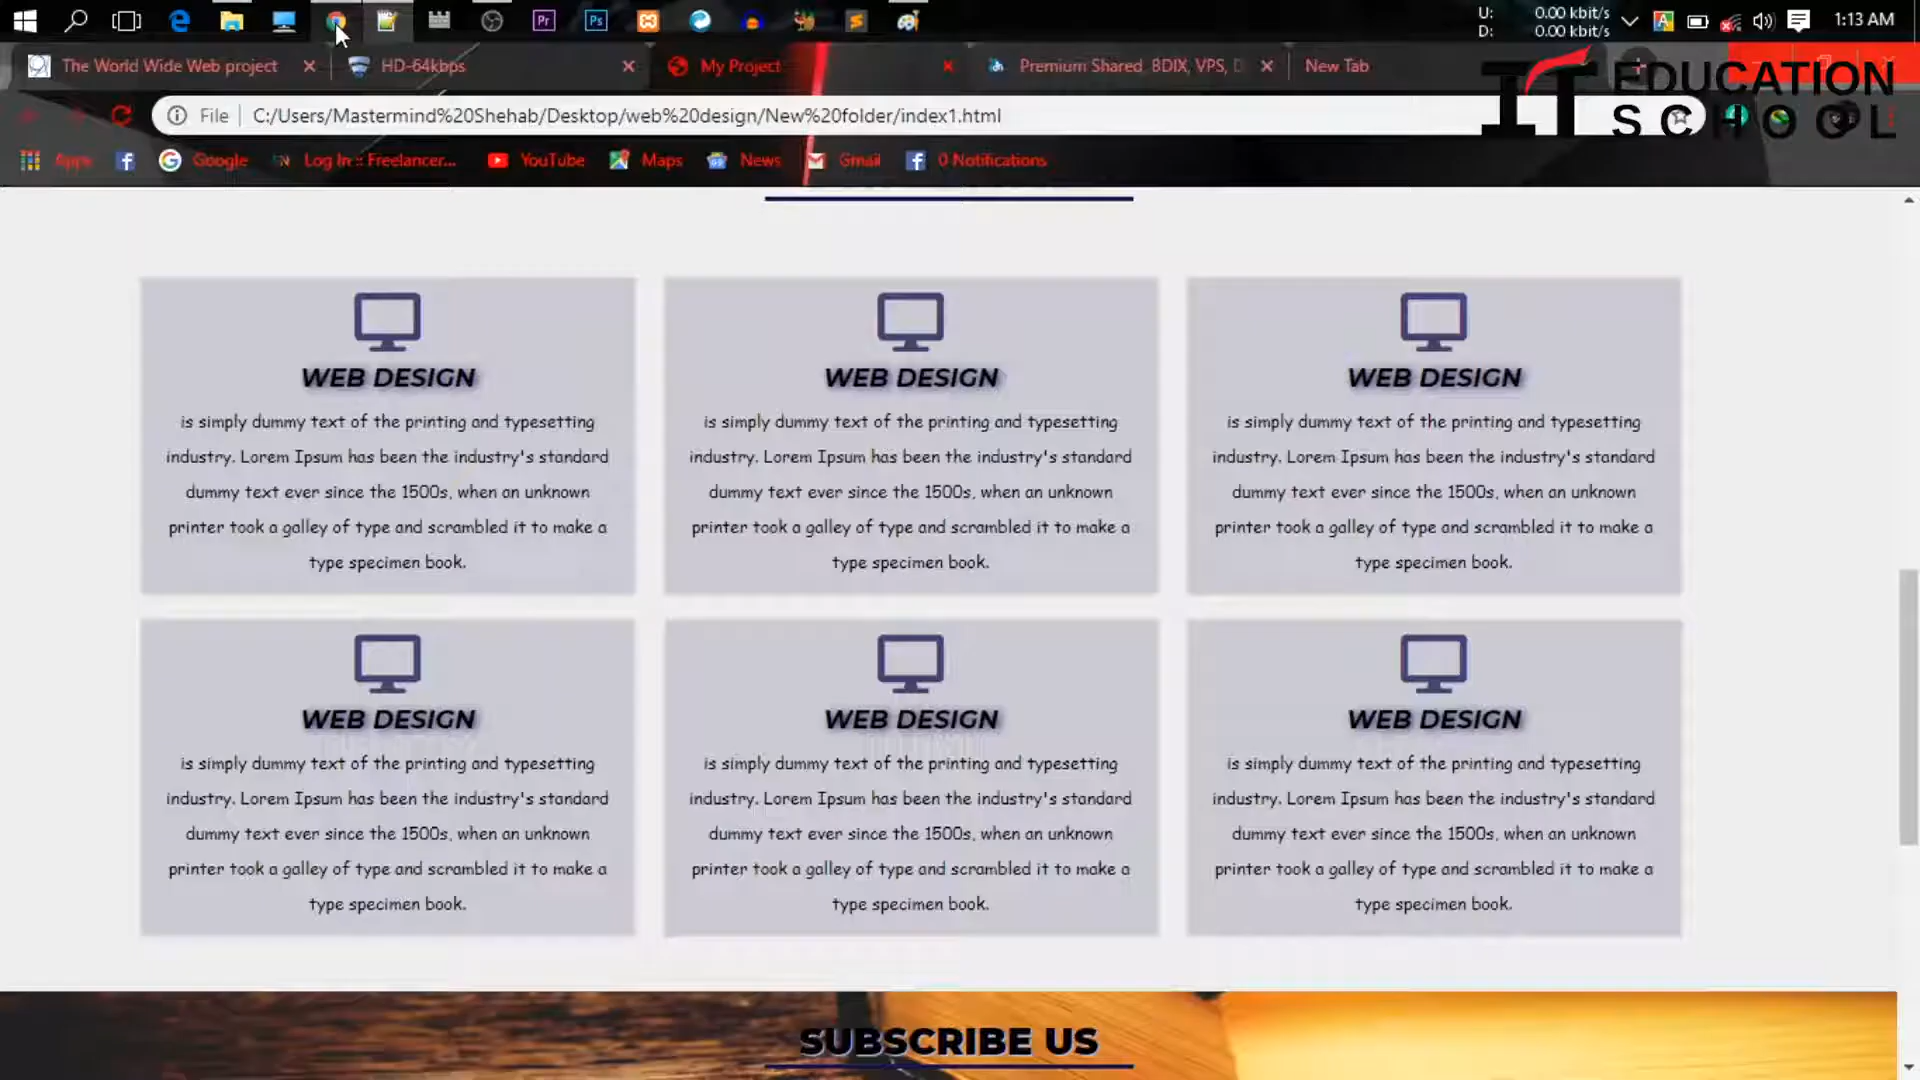 U: 0.00 kbit/s
D: 0.00 kbit/s
1:13 AM
The World Wide Web project
HD-64kbps
My Project
Premium Shared, BDIX, VPS, D
New Tab
IT EDUCATION
SCHOOL
File C:/Users/Mastermind%20Shehab/Desktop/web%20design/New%20folder/index1.html
Apps Google Log In :: Freelancer... YouTube Maps News Gmail 0 Notifications
WEB DESIGN
is simply dummy text of the printing and typesetting
industry. Lorem Ipsum has been the industry's standard
dummy text ever since the 1500s, when an unknown
printer took a galley of type and scrambled it to make a
type specimen book.
WEB DESIGN
is simply dummy text of the printing and typesetting
industry. Lorem Ipsum has been the industry's standard
dummy text ever since the 1500s, when an unknown
printer took a galley of type and scrambled it to make a
type specimen book.
WEB DESIGN
is simply dummy text of the printing and typesetting
industry. Lorem Ipsum has been the industry's standard
dummy text ever since the 1500s, when an unknown
printer took a galley of type and scrambled it to make a
type specimen book.
WEB DESIGN
is simply dummy text of the printing and typesetting
industry. Lorem Ipsum has been the industry's standard
dummy text ever since the 1500s, when an unknown
printer took a galley of type and scrambled it to make a
type specimen book.
WEB DESIGN
is simply dummy text of the printing and typesetting
industry. Lorem Ipsum has been the industry's standard
dummy text ever since the 1500s, when an unknown
printer took a galley of type and scrambled it to make a
type specimen book.
WEB DESIGN
is simply dummy text of the printing and typesetting
industry. Lorem Ipsum has been the industry's standard
dummy text ever since the 1500s, when an unknown
printer took a galley of type and scrambled it to make a
type specimen book.
SUBSCRIBE US